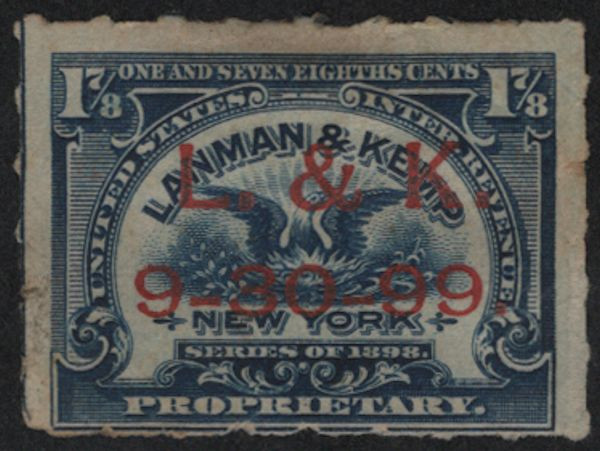 1⅞ ONE AND SEVEN EIGHTHS CENTS 1⅞
UNITED STATES INTER. REVENUE.
LANMAN & KEMP
L. & K.
9-30-99.
NEW YORK
SERIES OF 1898.
PROPRIETARY.